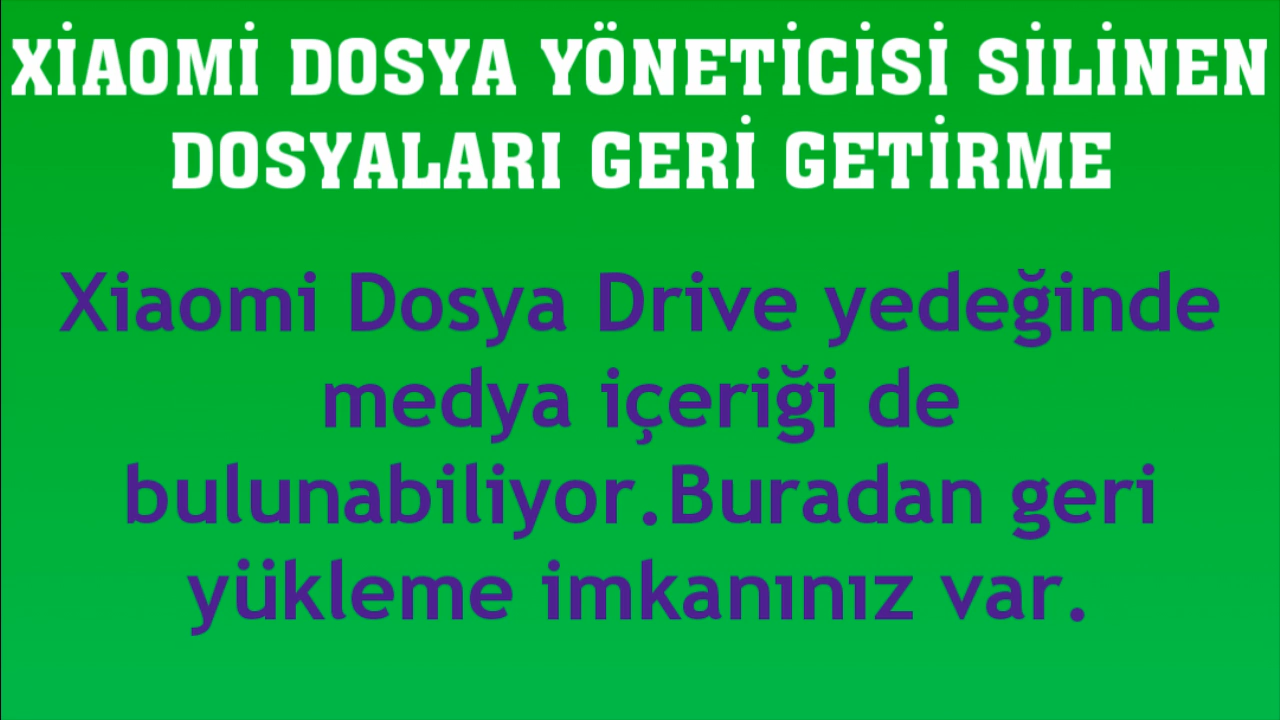 XİAOMİ DOSYA YÖNETİCİSİ SİLİNEN
DOSYALARI GERİ GETİRME
Xiaomi Dosya Drive yedeğinde
medya içeriği de
bulunabiliyor.Buradan geri
yükleme imkanınız var.